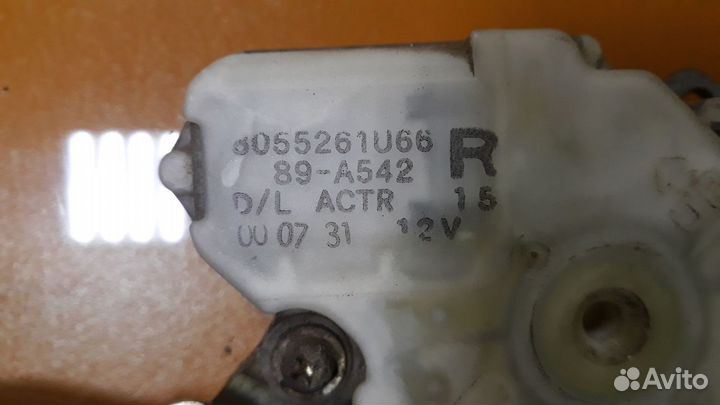 8055261U66
89-A542 R
D/L ACTR 15
00 07 31 12V
Avito